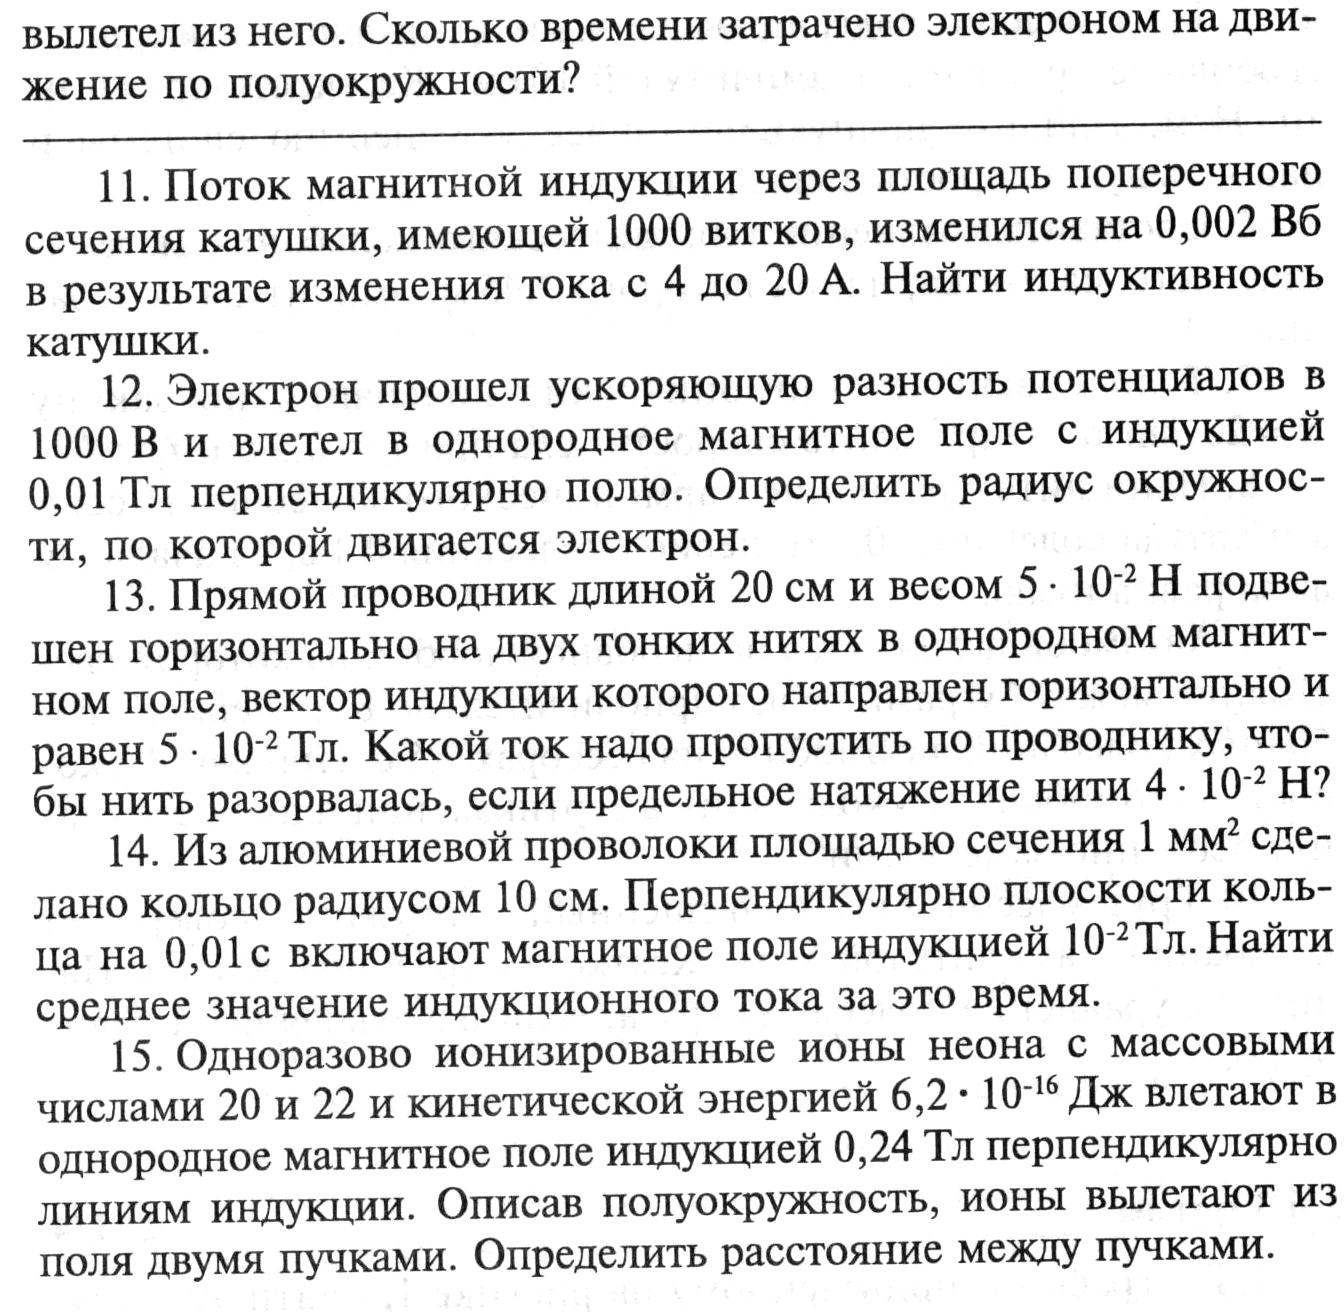 вылетел из него. Сколько времени затрачено электроном на дви-
жение по полуокружности?
11. Поток магнитной индукции через площадь поперечного
сечения катушки, имеющей 1000 витков, изменился на 0,002 Вб
в результате изменения тока с 4 до 20 А. Найти индуктивность
катушки.
12. Электрон прошел ускоряющую разность потенциалов в
1000 В и влетел в однородное магнитное поле с индукцией
0,01 Тл перпендикулярно полю. Определить радиус окружнос-
ти, по которой двигается электрон.
13. Прямой проводник длиной 20 см и весом 5 · 10⁻² Н подве-
шен горизонтально на двух тонких нитях в однородном магнит-
ном поле, вектор индукции которого направлен горизонтально и
равен 5 · 10⁻² Тл. Какой ток надо пропустить по проводнику, что-
бы нить разорвалась, если предельное натяжение нити 4 · 10⁻² Н?
14. Из алюминиевой проволоки площадью сечения 1 мм² сде-
лано кольцо радиусом 10 см. Перпендикулярно плоскости коль-
ца на 0,01 с включают магнитное поле индукцией 10⁻² Тл. Найти
среднее значение индукционного тока за это время.
15. Одноразово ионизированные ионы неона с массовыми
числами 20 и 22 и кинетической энергией 6,2 · 10⁻¹⁶ Дж влетают в
однородное магнитное поле индукцией 0,24 Тл перпендикулярно
линиям индукции. Описав полуокружность, ионы вылетают из
поля двумя пучками. Определить расстояние между пучками.